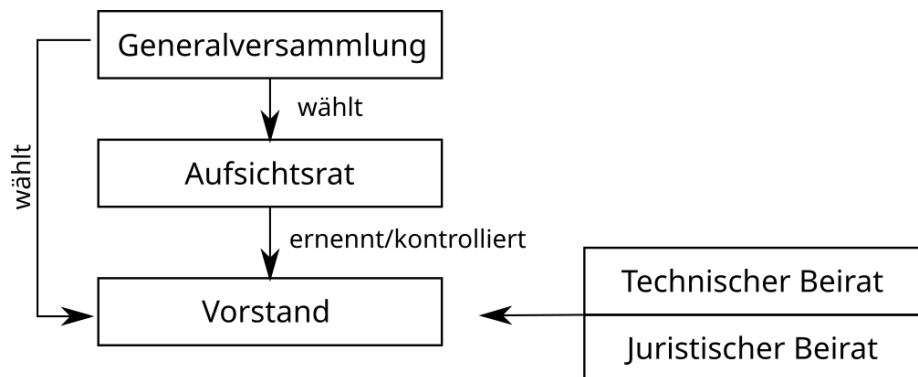 Generalversammlung
wählt
wählt
Aufsichtsrat
ernennt/kontrolliert
Vorstand
Technischer Beirat
Juristischer Beirat